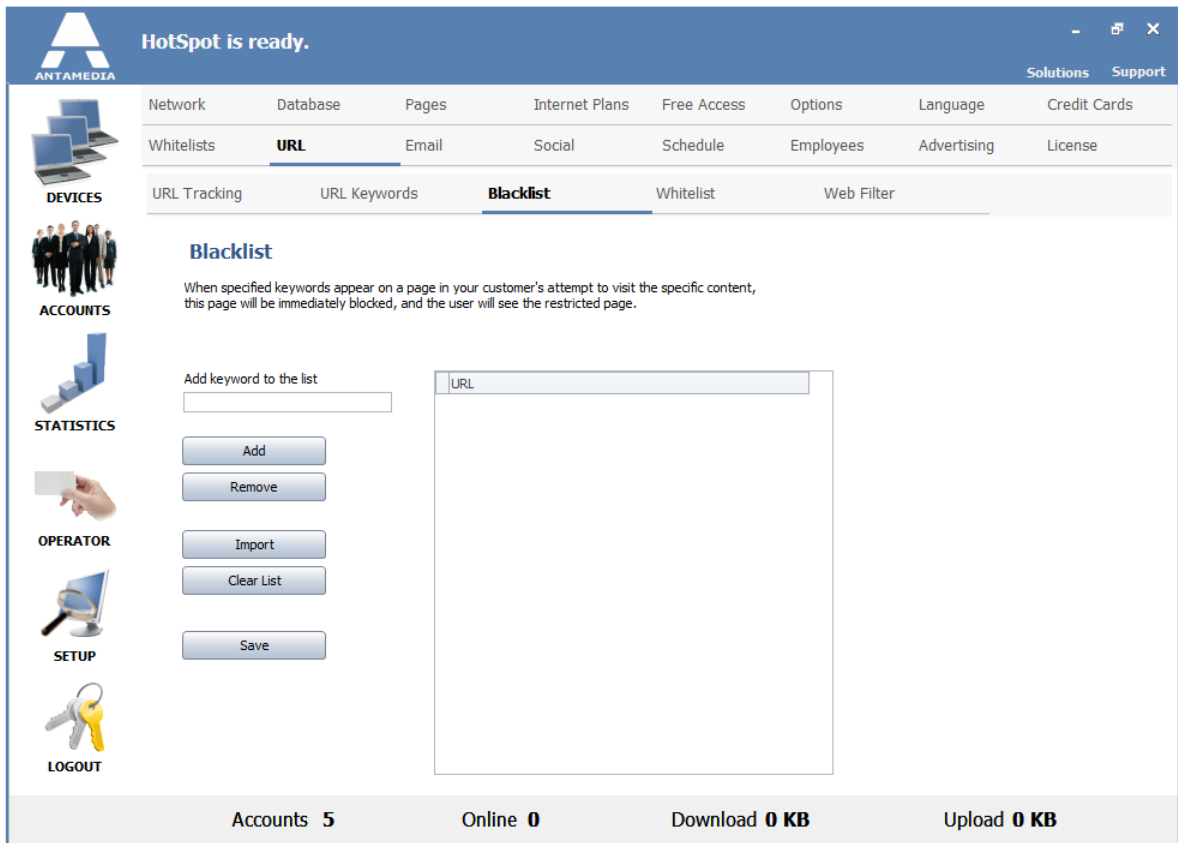 HotSpot is ready.
ANTAMEDIA
Solutions Support
Network Database Pages Internet Plans Free Access Options Language Credit Cards
Whitelists URL Email Social Schedule Employees Advertising License
URL Tracking URL Keywords Blacklist Whitelist Web Filter
DEVICES
ACCOUNTS
STATISTICS
OPERATOR
SETUP
LOGOUT
Blacklist
When specified keywords appear on a page in your customer's attempt to visit the specific content,
this page will be immediately blocked, and the user will see the restricted page.
Add keyword to the list
URL
Add
Remove
Import
Clear List
Save
Accounts 5 Online 0 Download 0 KB Upload 0 KB